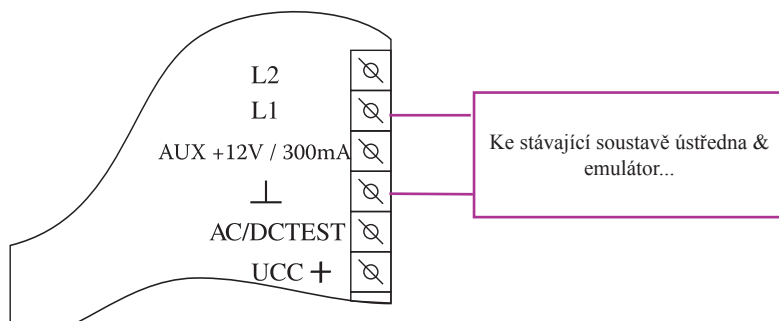 L2
L1
AUX +12V / 300mA
⊥
AC/DCTEST
UCC +
Ke stávající soustavě ústředna &
emulátor...